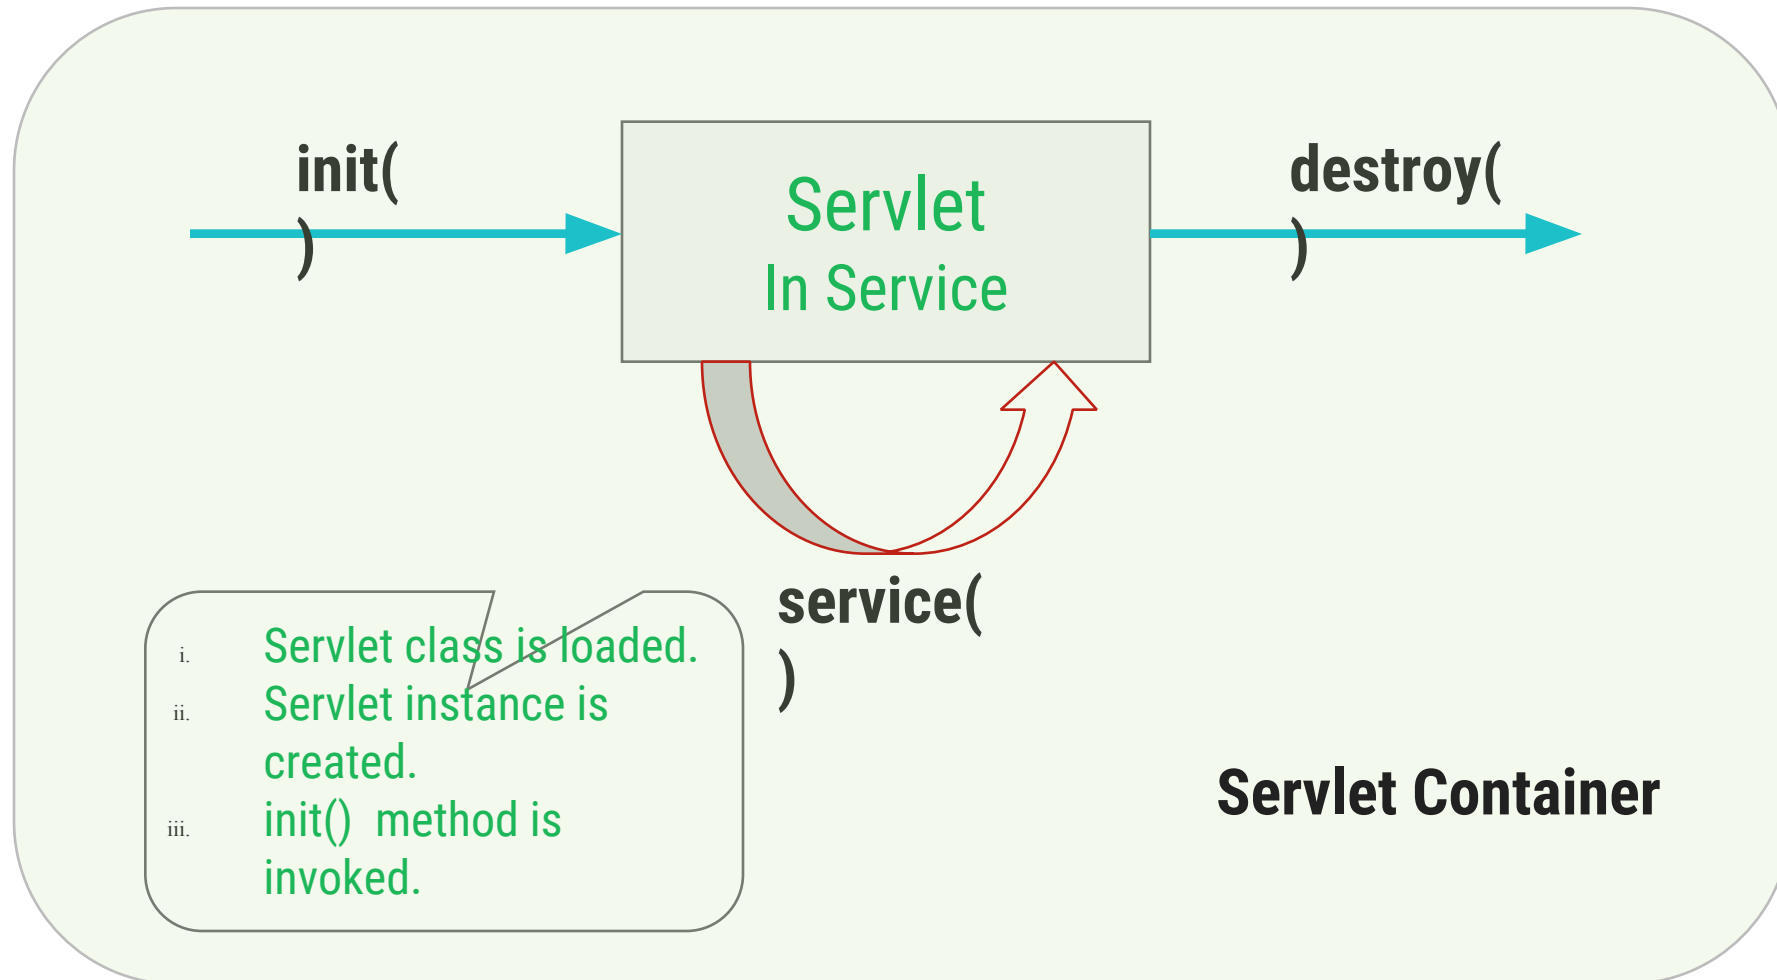 init(
)
Servlet
In Service
destroy(
)
service(
)
i. Servlet class is loaded.
ii. Servlet instance is
created.
iii. init()  method is
invoked.
Servlet Container